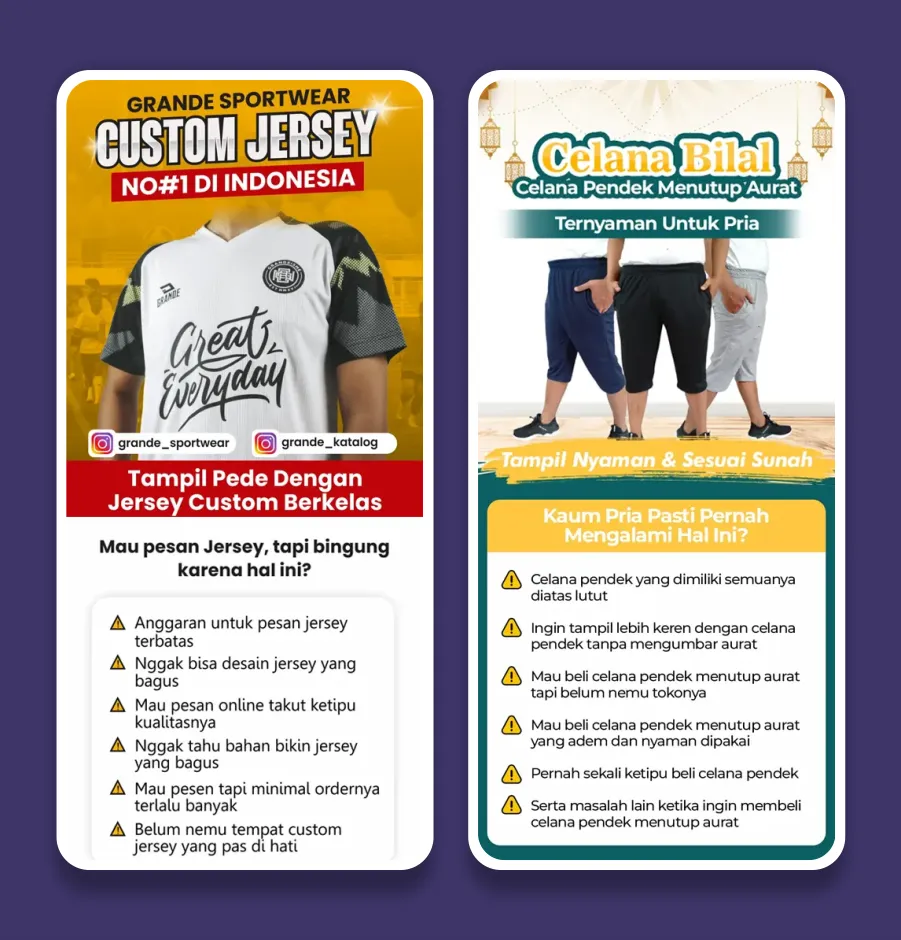 GRANDE SPORTWEAR
CUSTOM JERSEY
NO#1 DI INDONESIA
GRANDE
Great
Everyday
grande_sportwear
grande_katalog
Tampil Pede Dengan
Jersey Custom Berkelas
Mau pesan Jersey, tapi bingung
karena hal ini?
Anggaran untuk pesan jersey
terbatas
Nggak bisa desain jersey yang
bagus
Mau pesan online takut ketipu
kualitasnya
Nggak tahu bahan bikin jersey
yang bagus
Mau pesen tapi minimal ordernya
terlalu banyak
Belum nemu tempat custom
jersey yang pas di hati
Celana Bilal
Celana Pendek Menutup Aurat
Ternyaman Untuk Pria
Tampil Nyaman & Sesuai Sunah
Kaum Pria Pasti Pernah
Mengalami Hal Ini?
Celana pendek yang dimiliki semuanya
diatas lutut
Ingin tampil lebih keren dengan celana
pendek tanpa mengumbar aurat
Mau beli celana pendek menutup aurat
tapi belum nemu tokonya
Mau beli celana pendek menutup aurat
yang adem dan nyaman dipakai
Pernah sekali ketipu beli celana pendek
Serta masalah lain ketika ingin membeli
celana pendek menutup aurat